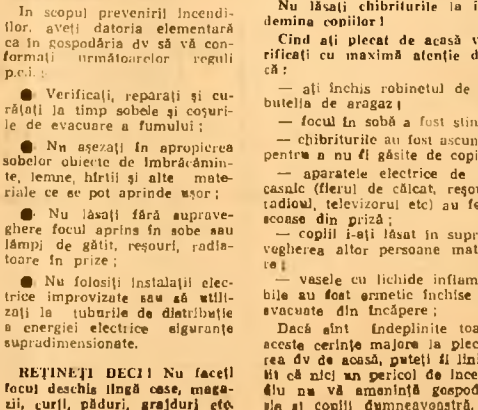 In scopul prevenirii incendi-
ilor, aveți datoria elementară
ca în gospodăria dv să vă con-
formați următoarelor reguli
p.c.i. :
● Verificați, reparați și cu-
rățați la timp sobele și coșuri-
le de evacuare a fumului ;
● Nu așezați în apropierea
sobelor obiecte de îmbrăcămin-
te, lemne, hîrtii și alte mate-
riale ce se pot aprinde ușor ;
● Nu lăsați fără suprave-
ghere focul aprins în sobe sau
lămpi de gătit, reșouri, radia-
toare în prize ;
● Nu folosiți instalații elec-
trice improvizate sau să utili-
zați la tuburile de distribuție
a energiei electrice siguranțe
supradimensionate.
REȚINEȚI DECI ! Nu faceți
focul deschis lîngă case, maga-
zii, curți, păduri, grajduri etc.
Nu lăsați chibriturile la î
demîna copiilor !
Cînd ați plecat de acasă v
rificați cu maximă atenție d
că :
— ați închis robinetul de
butelia de aragaz ;
— focul în sobă a fost stin
— chibriturile au fost ascun
pentru a nu fi găsite de copi
— aparatele electrice de
casnic (fierul de călcat, reșou
radioul, televizorul etc) au fo
scoase din priză ;
— copiii i-ați lăsat în supr
vegherea altor persoane mat
re ;
— vasele cu lichide inflam
bile au fost ermetic închise
evacuate din încăpere ;
Dacă sînt îndeplinite toa
aceste cerințe majore la plec
rea dv de acasă, puteți fi lini
tit că nici un pericol de ince
diu nu vă amenință gospod
ria și copiii dumneavoastră.